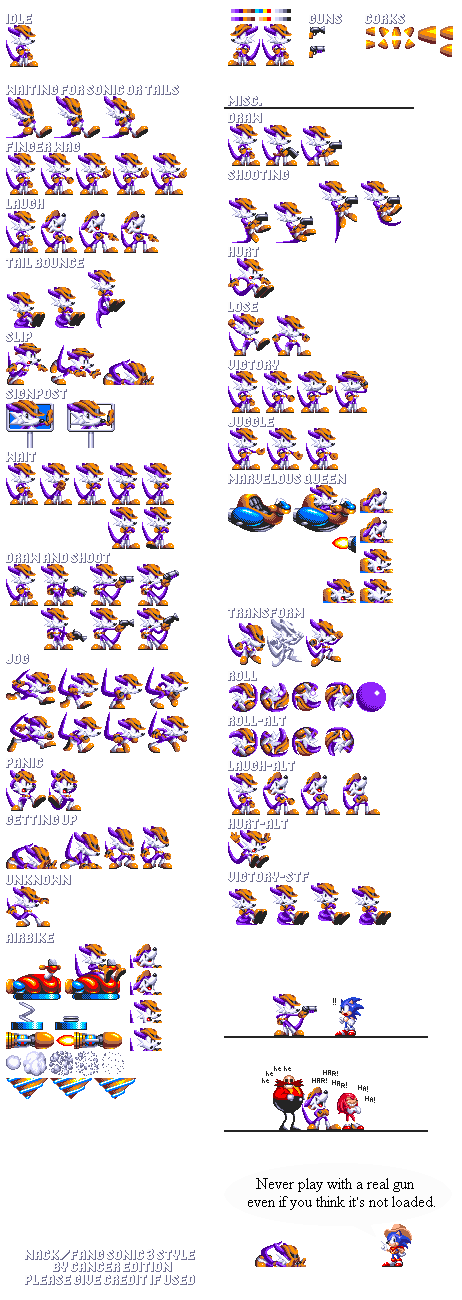 IDLE
WAITING FOR SONIC OR TAILS
FINGER WAG
LAUGH
TAIL BOUNCE
SLIP
SIGNPOST
WAIT
DRAW AND SHOOT
JOG
PANIC
GETTING UP
UNKNOWN
AIRBIKE
NACK/FANG SONIC 3 STYLE
BY CANCER EDITION
PLEASE GIVE CREDIT IF USED
GUNS
CORKS
MISC.
DRAW
SHOOTING
HURT
LOSE
VICTORY
JUGGLE
MARVELOUS QUEEN
TRANSFORM
ROLL
ROLL-ALT
LAUGH-ALT
HURT-ALT
VICTORY-STF
!!
he he he
he
HAR!
HAR! HAR!
HA!
HA!
Never play with a real gun
even if you think it's not loaded.